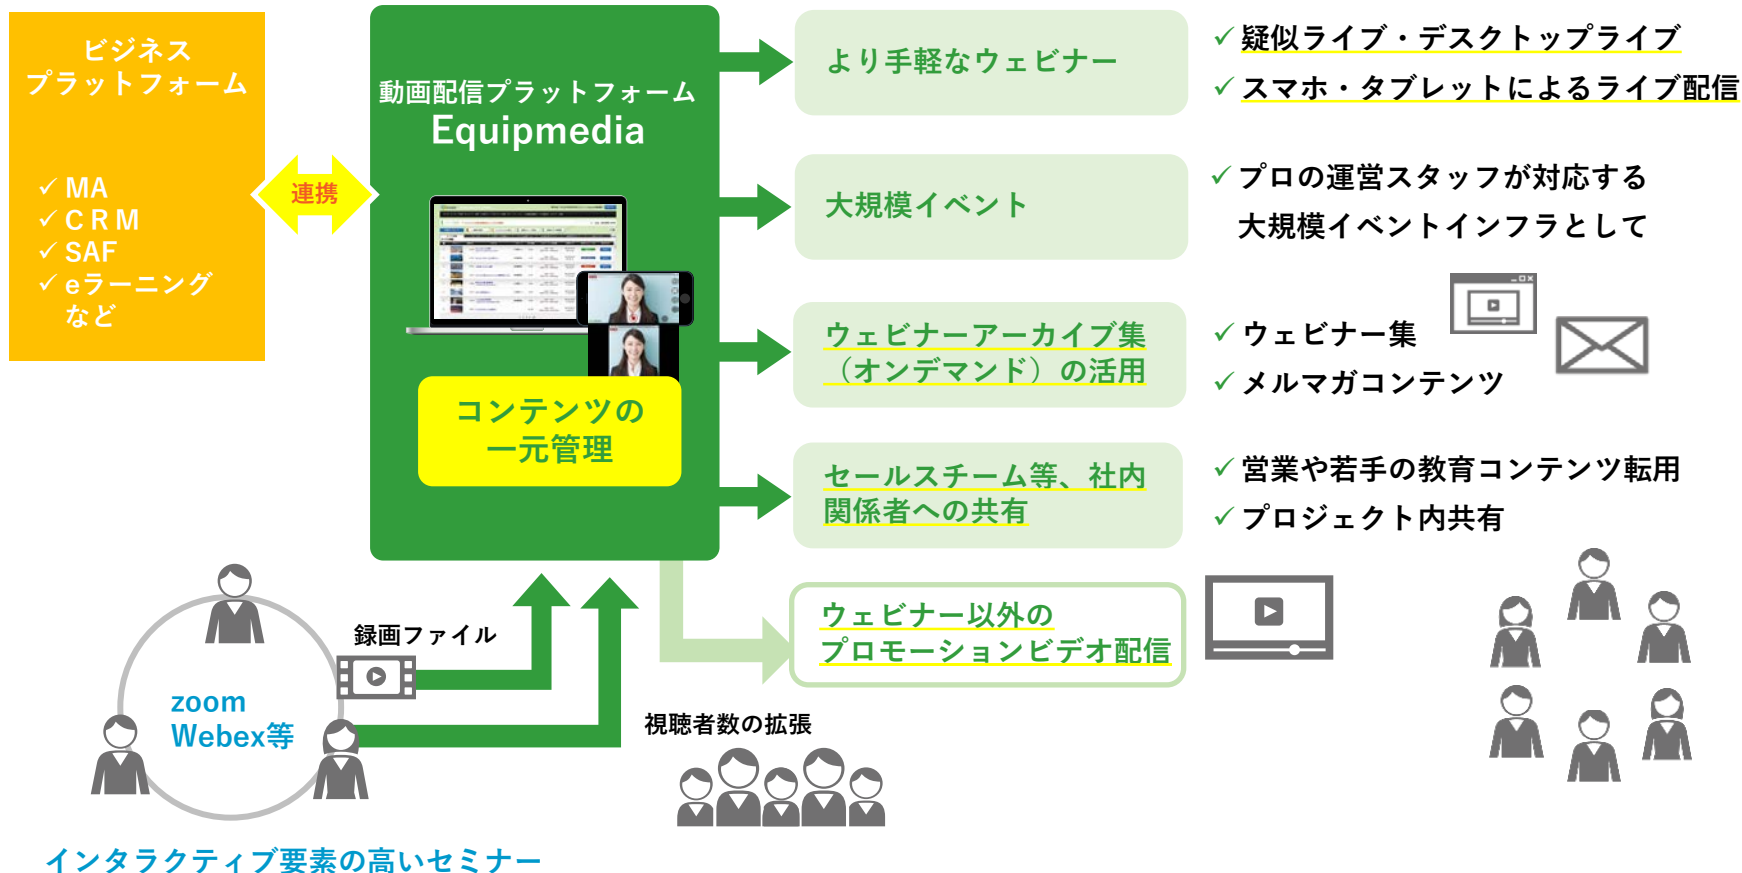 ビジネス
プラットフォーム
MA
CRM
SAF
eラーニング
など
連携
動画配信プラットフォーム
Equipmedia
コンテンツの
一元管理
より手軽なウェビナー
疑似ライブ・デスクトップライブ
スマホ・タブレットによるライブ配信
大規模イベント
プロの運営スタッフが対応する
大規模イベントインフラとして
ウェビナーアーカイブ集
（オンデマンド）の活用
ウェビナー集
メルマガコンテンツ
セールスチーム等、社内
関係者への共有
営業や若手の教育コンテンツ転用
プロジェクト内共有
ウェビナー以外の
プロモーションビデオ配信
録画ファイル
zoom
Webex等
視聴者数の拡張
インタラクティブ要素の高いセミナー